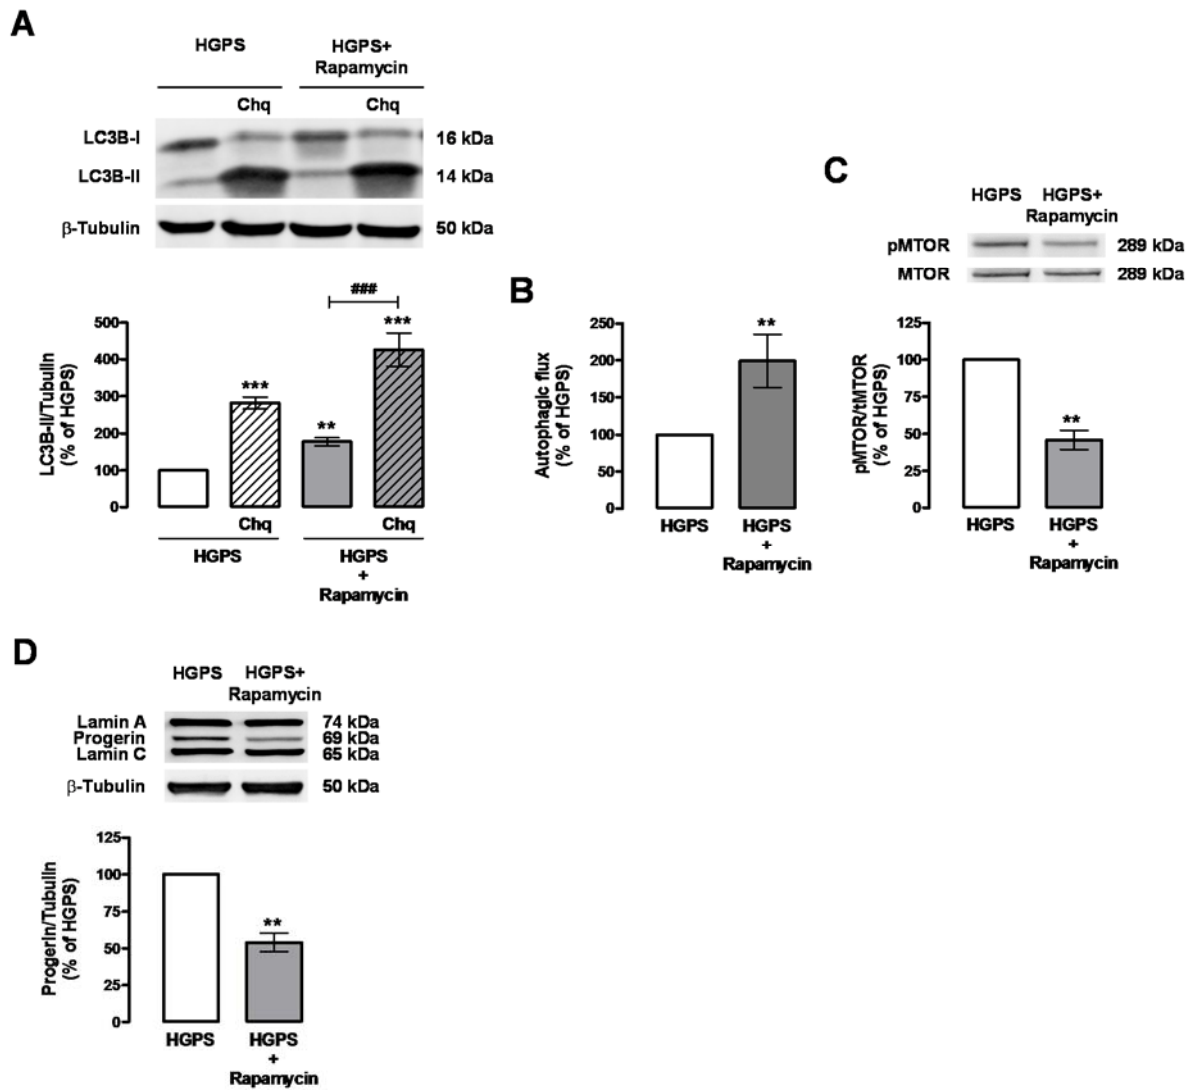 A
HGPS
HGPS+
Rapamycin
Chq
Chq
LC3B-I
16 kDa
LC3B-II
14 kDa
β-Tubulin
50 kDa
###
LC3B-II/Tubulin
(% of HGPS)
500
400
300
200
100
0
***
**
***
Chq
Chq
HGPS
HGPS
+
Rapamycin
B
Autophagic flux
(% of HGPS)
250
200
150
100
50
0
**
HGPS
HGPS
+
Rapamycin
C
HGPS
HGPS+
Rapamycin
pMTOR
289 kDa
MTOR
289 kDa
pMTOR/tMTOR
(% of HGPS)
125
100
75
50
25
0
**
HGPS
HGPS
+
Rapamycin
D
HGPS
HGPS+
Rapamycin
Lamin A
74 kDa
Progerin
69 kDa
Lamin C
65 kDa
β-Tubulin
50 kDa
Progerin/Tubulin
(% of HGPS)
125
100
75
50
25
0
**
HGPS
HGPS
+
Rapamycin